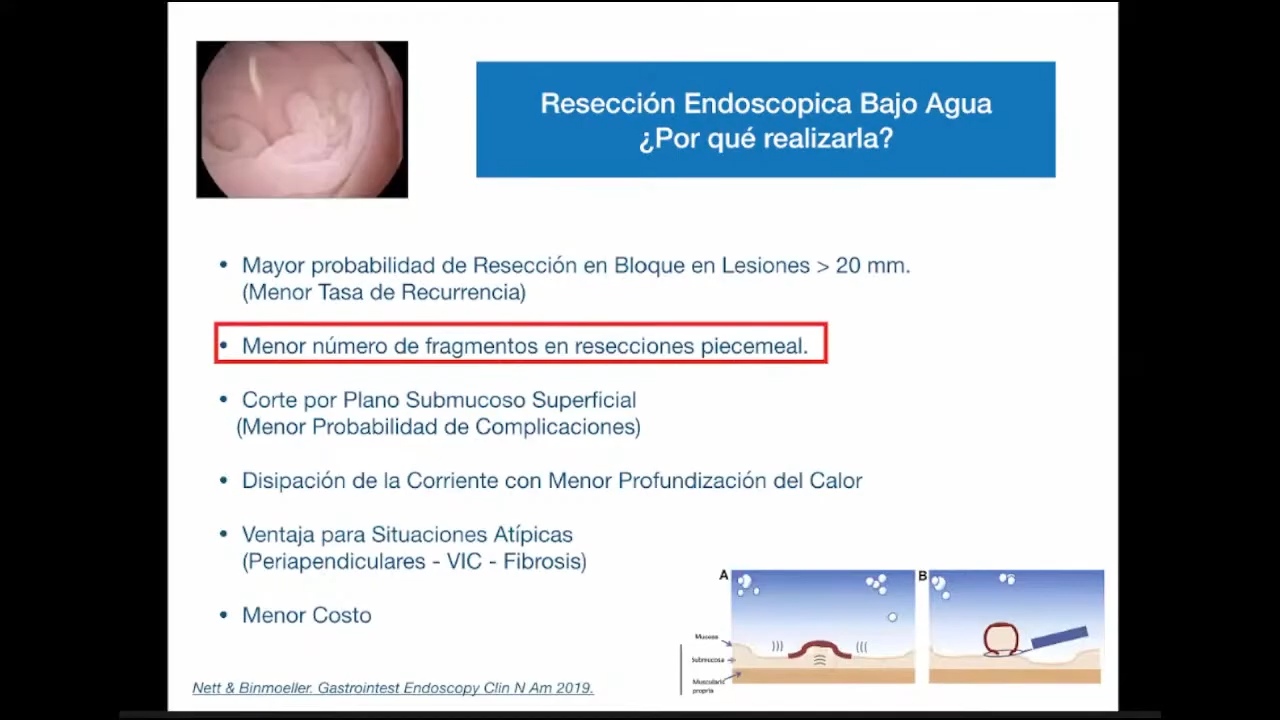 Resección Endoscopica Bajo Agua
¿Por qué realizarla?
• Mayor probabilidad de Resección en Bloque en Lesiones > 20 mm.
(Menor Tasa de Recurrencia)
• Menor número de fragmentos en resecciones piecemeal.
• Corte por Plano Submucoso Superficial
(Menor Probabilidad de Complicaciones)
• Disipación de la Corriente con Menor Profundización del Calor
• Ventaja para Situaciones Atípicas
(Periapendiculares - VIC - Fibrosis)
• Menor Costo
A
B
Mucosa
Submucosa
Muscularis
propria
Nett & Binmoeller. Gastrointest Endoscopy Clin N Am 2019.